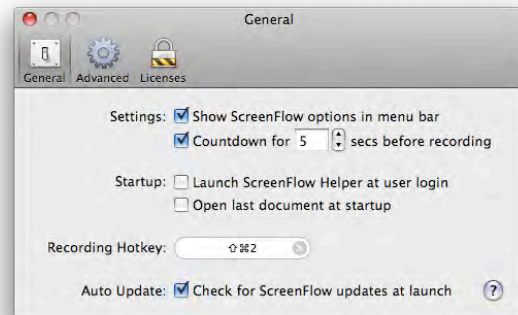 General
General Advanced Licenses
Settings: Show ScreenFlow options in menu bar
Countdown for 5 secs before recording
Startup: Launch ScreenFlow Helper at user login
Open last document at startup
Recording Hotkey: ⇧⌘2
Auto Update: Check for ScreenFlow updates at launch ?